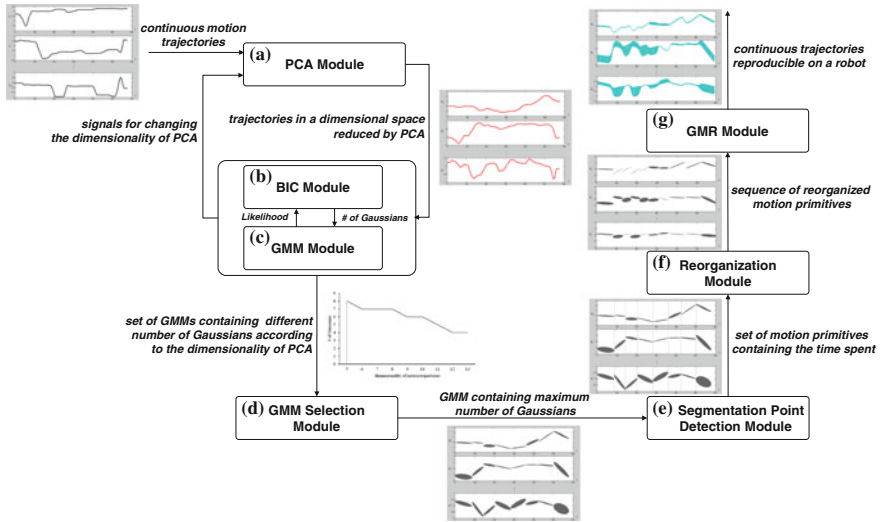 continuous motion
trajectories
(a)
PCA Module
signals for changing
the dimensionality of PCA
trajectories in a dimensional space
reduced by PCA
(b)
BIC Module
Likelihood
# of Gaussians
(c)
GMM Module
set of GMMs containing different
number of Gaussians according
to the dimensionality of PCA
(d)
GMM Selection
Module
GMM containing maximum
number of Gaussians
(e)
Segmentation Point
Detection Module
set of motion primitives
containing the time spent
(f)
Reorganization
Module
sequence of reorganized
motion primitives
(g)
GMR Module
continuous trajectories
reproducible on a robot